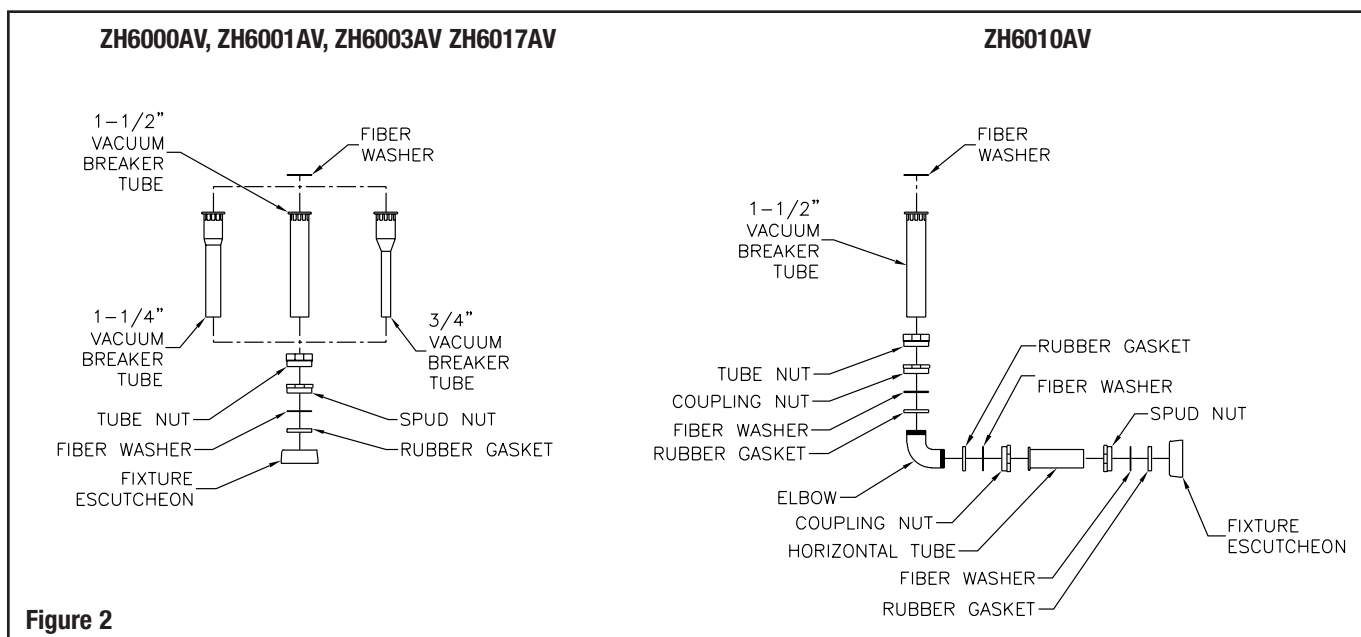 ZH6000AV, ZH6001AV, ZH6003AV ZH6017AV
1-1/2"
VACUUM
BREAKER
TUBE
FIBER
WASHER
1-1/4"
VACUUM
BREAKER
TUBE
3/4"
VACUUM
BREAKER
TUBE
TUBE NUT
SPUD NUT
FIBER WASHER
RUBBER GASKET
FIXTURE
ESCUTCHEON
ZH6010AV
FIBER
WASHER
1-1/2"
VACUUM
BREAKER
TUBE
RUBBER GASKET
TUBE NUT
FIBER WASHER
COUPLING NUT
SPUD NUT
FIBER WASHER
RUBBER GASKET
ELBOW
COUPLING NUT
HORIZONTAL TUBE
FIXTURE
ESCUTCHEON
FIBER WASHER
RUBBER GASKET
Figure 2